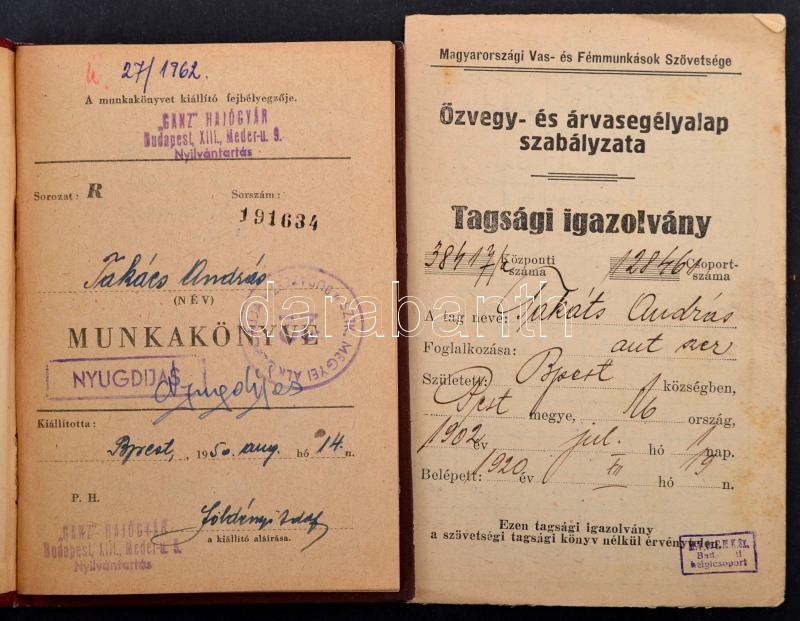 27/1962.
A munkakönyvet kiállító fejbélyegzője.
"GANZ" HAJÓGYÁR
Budapest, XIII., Meder-u. 9.
Nyilvántartás
Sorozat: R
Sorszám:
191634
Takács András
(NÉV)
MUNKAKÖNYVE
NYUGDIJAS
Nyugdijas
Kiállította:
Bpest, 1950 aug. hó 14 n.
P. H.
a kiállító aláírása.
"GANZ" HAJÓGYÁR
Budapest, XIII., Meder-u. 9.
Nyilvántartás
Magyarországi Vas- és Fémmunkások Szövetsége
Özvegy- és árvasegélyalap
szabályzata
Tagsági igazolvány
Központi száma
12846 Csoport-száma
A tag neve: Takáts András
Foglalkozása: aut szer
Született: Bpest községben,
Pest megye, ország,
1902 év jul. hó 1 nap.
Belépett: 1920 év XII hó 19 n.
Ezen tagsági igazolvány
a szövetségi tagsági könyv nélkül érvénytelen.
darabanth